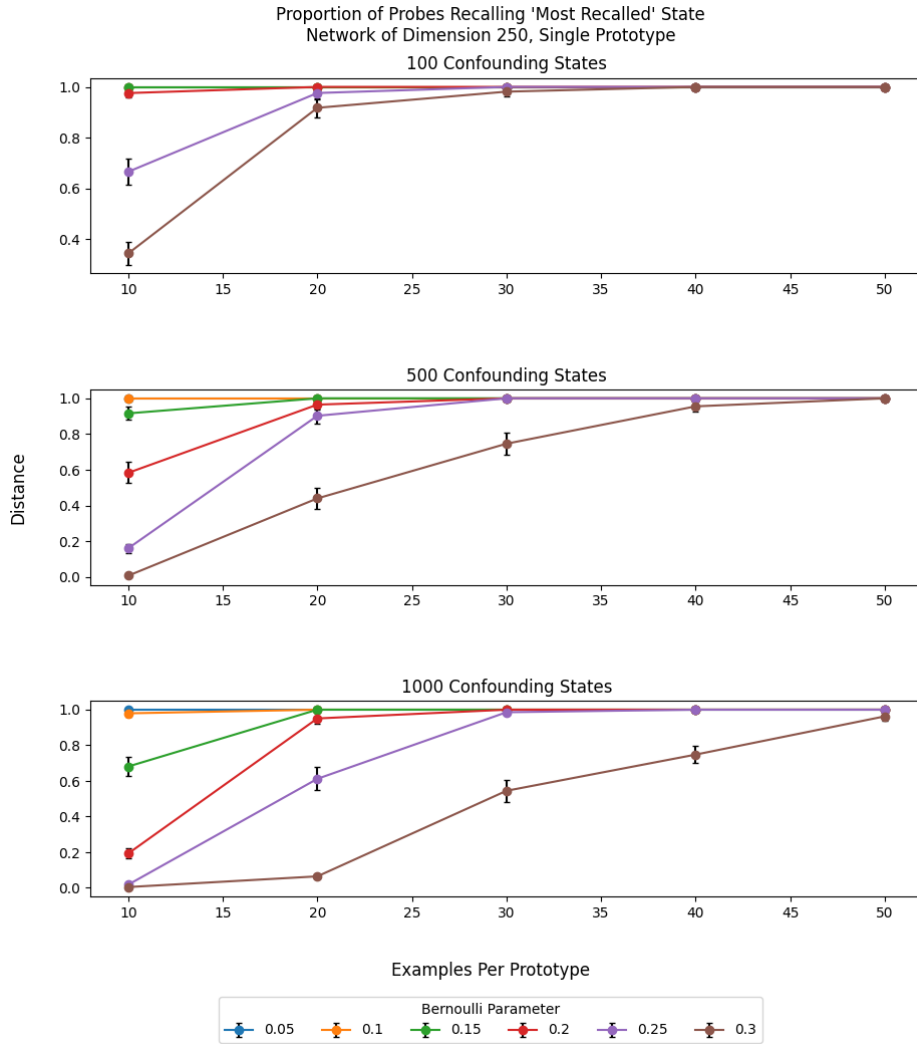 Proportion of Probes Recalling 'Most Recalled' State
Network of Dimension 250, Single Prototype
100 Confounding States
1.0
0.8
0.6
0.4
10 15 20 25 30 35 40 45 50
500 Confounding States
1.0
0.8
0.6
0.4
0.2
0.0
10 15 20 25 30 35 40 45 50
Distance
1000 Confounding States
1.0
0.8
0.6
0.4
0.2
0.0
10 15 20 25 30 35 40 45 50
Examples Per Prototype
Bernoulli Parameter
0.05 0.1 0.15 0.2 0.25 0.3